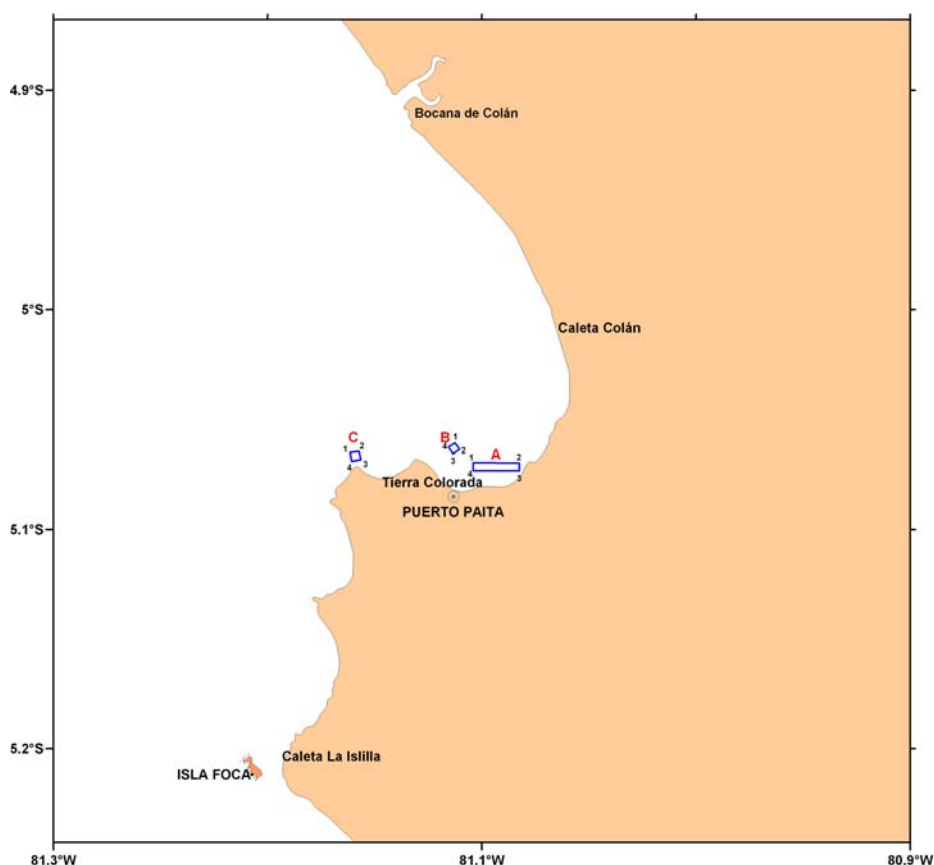 4.9°S
Bocana de Colán
5°S
Caleta Colán
C
B
1
1
2
4
2
A
3
1
2
4
3
3
4
Tierra Colorada
3
PUERTO PAITA
5.1°S
5.2°S
Caleta La Islilla
ISLA FOCA
81.3°W
81.1°W
80.9°W